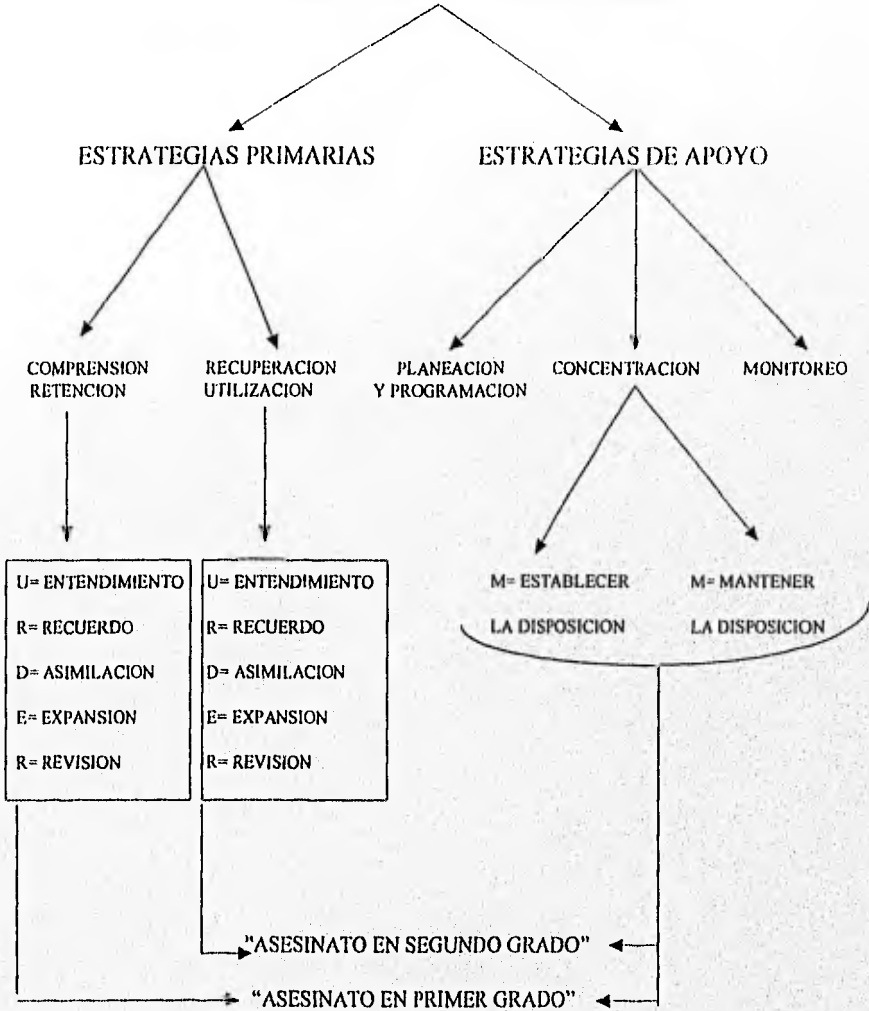 ESTRATEGIAS PRIMARIAS
ESTRATEGIAS DE APOYO
COMPRENSION
RETENCION
RECUPERACION
UTILIZACION
PLANEACION
Y PROGRAMACION
CONCENTRACION
MONITOREO
U= ENTENDIMIENTO
R= RECUERDO
D= ASIMILACION
E= EXPANSION
R= REVISION
U= ENTENDIMIENTO
R= RECUERDO
D= ASIMILACION
E= EXPANSION
R= REVISION
M= ESTABLECER
LA DISPOSICION
M= MANTENER
LA DISPOSICION
"ASESINATO EN SEGUNDO GRADO"
"ASESINATO EN PRIMER GRADO"